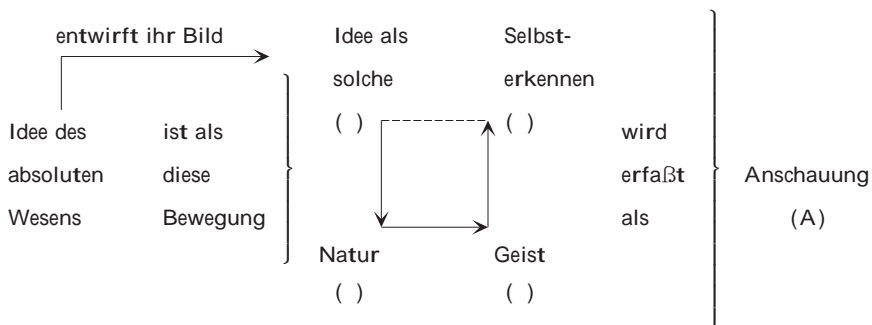 entwirft ihr Bild
Idee als
solche
( )
Selbst-
erkennen
( )
Idee des
absoluten
Wesens
ist als
diese
Bewegung
Natur
( )
Geist
( )
wird
erfaßt
als
Anschauung
(A)